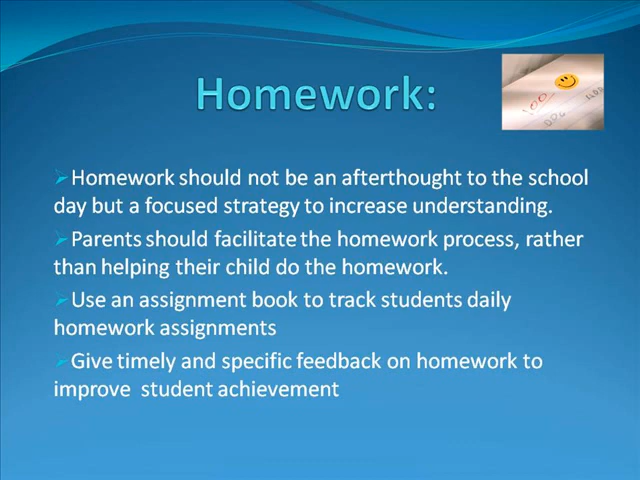 Homework:
100
Homework should not be an afterthought to the school
day but a focused strategy to increase understanding.
Parents should facilitate the homework process, rather
than helping their child do the homework.
Use an assignment book to track students daily
homework assignments
Give timely and specific feedback on homework to
improve  student achievement